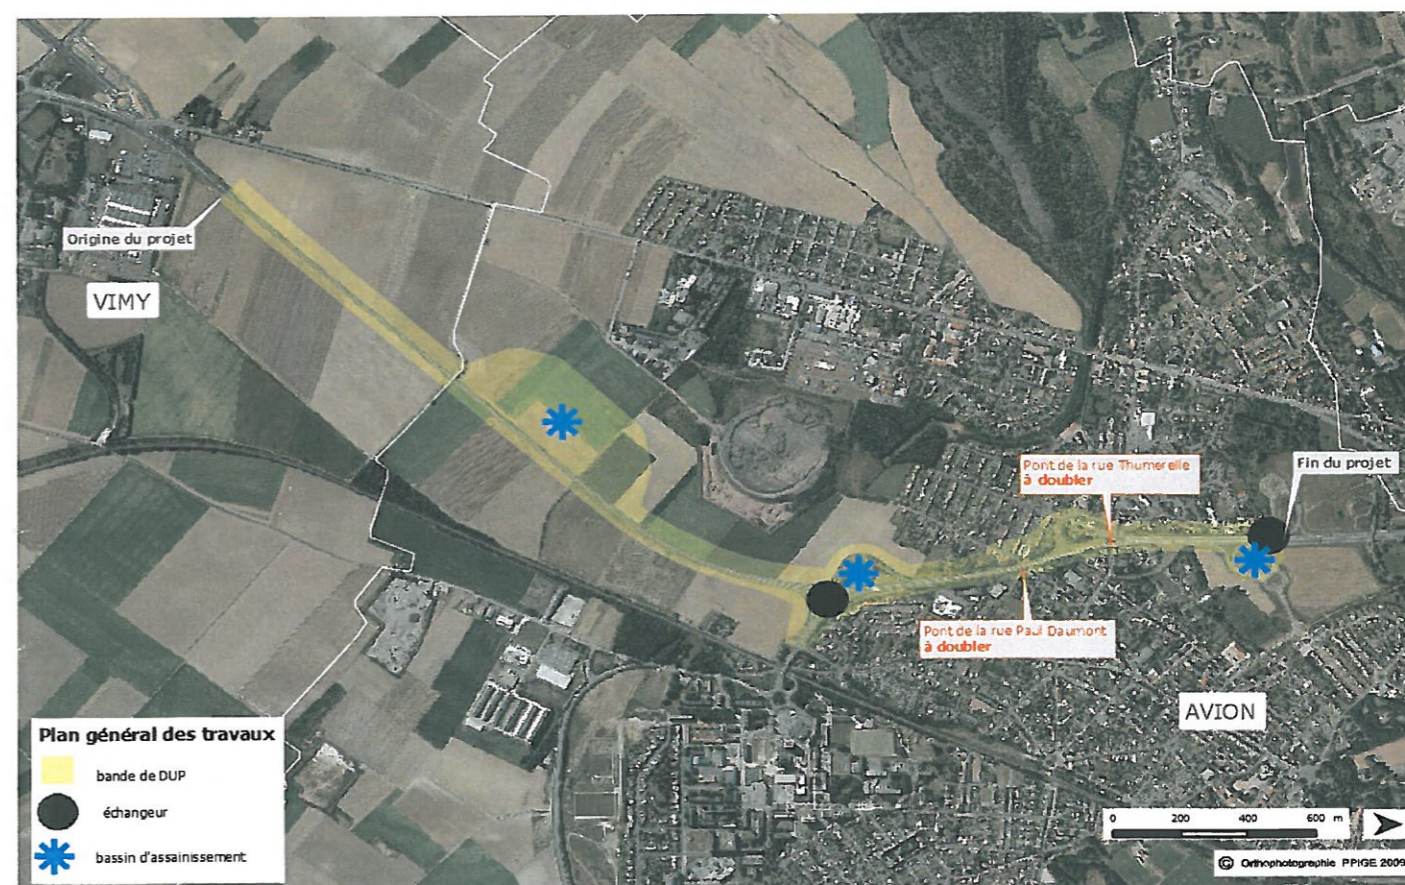 Origine du projet
VIMY
Pont de la rue Thumerelle
à doubler
Fin du projet
Pont de la rue Paul Daumont
à doubler
AVION
Plan général des travaux
bande de DUP
échangeur
bassin d'assainissement
0 200 400 600 m
© Orthophotographie PPIGE 2009